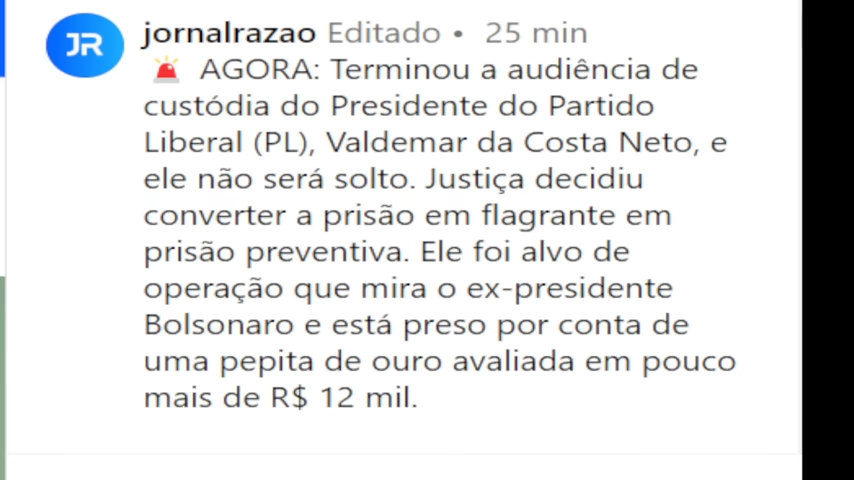 JR
jornalrazao Editado • 25 min
🚨 AGORA: Terminou a audiência de
custódia do Presidente do Partido
Liberal (PL), Valdemar da Costa Neto, e
ele não será solto. Justiça decidiu
converter a prisão em flagrante em
prisão preventiva. Ele foi alvo de
operação que mira o ex-presidente
Bolsonaro e está preso por conta de
uma pepita de ouro avaliada em pouco
mais de R$ 12 mil.